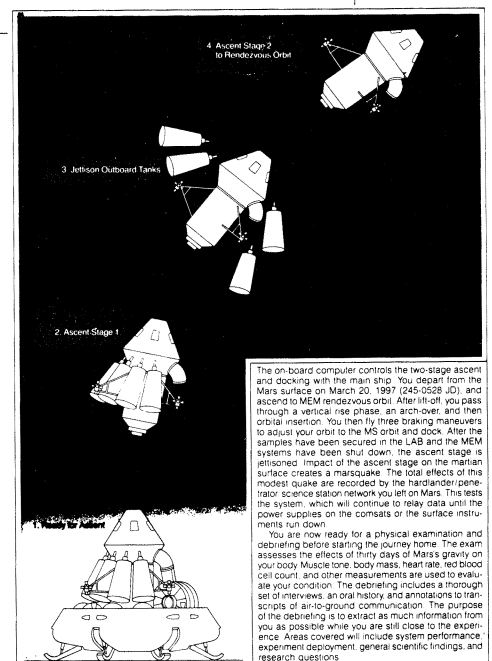 4 Ascent Stage 2
to Rendezvous Orbit
3 Jettison Outboard Tanks
2. Ascent Stage 1
1 Ready for Ascent
The on-board computer controls the two-stage ascent
and docking with the main ship You depart from the
Mars surface on March 20, 1997 (245-0528 JD), and
ascend to MEM rendezvous orbit. After lift-off, you pass
through a vertical rise phase, an arch-over, and then
orbital insertion. You then fly three braking maneuvers
to adjust your orbit to the MS orbit and dock. After the
samples have been secured in the LAB and the MEM
systems have been shut down, the ascent stage is
jettisoned Impact of the ascent stage on the martian
surface creates a marsquake. The total effects of this
modest quake are recorded by the hardlander/pene-
trator science station network you left on Mars. This tests
the system, which will continue to relay data until the
power supplies on the comsats or the surface instru-
ments run down
You are now ready for a physical examination and
debriefing before starting the journey home. The exam
assesses the effects of thirty days of Mars's gravity on
your body. Muscle tone, body mass, heart rate, red blood
cell count, and other measurements are used to evalu-
ate your condition The debriefing includes a thorough
set of interviews, an oral history, and annotations to tran-
scripts of air-to-ground communication. The purpose
of the debriefing is to extract as much information from
you as possible while you are still close to the experi-
ence Areas covered will include system performance,
experiment deployment, general scientific findings, and
research questions